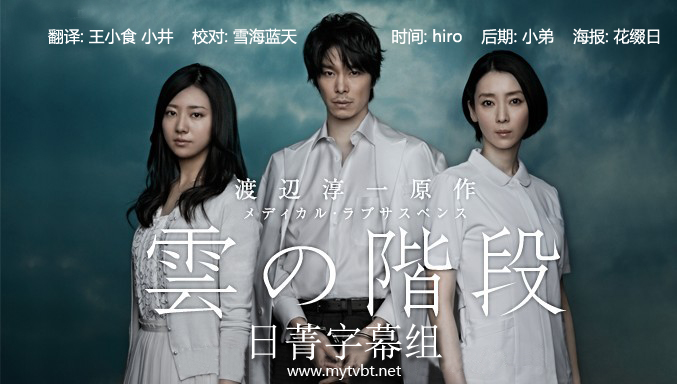 翻译: 王小食 小井 校对: 雪海蓝天 时间: hiro 后期: 小弟 海报: 花缀日
渡辺淳一原作
メディカル・ラブサスペンス
雲の階段
日菁字幕组
www.mytvbt.net